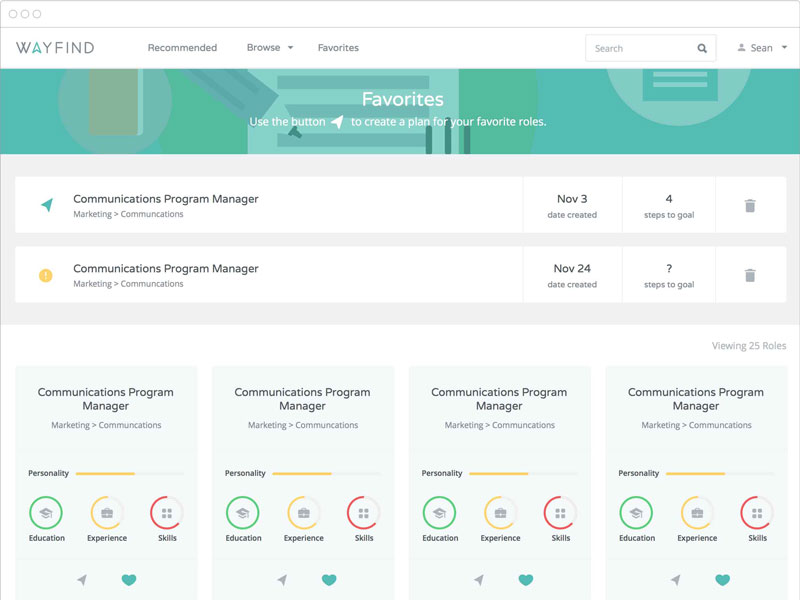 WAYFIND Recommended Browse Favorites Search Sean
Favorites
Use the button to create a plan for your favorite roles.
Communications Program Manager
Marketing > Communcations
Nov 3
date created
4
steps to goal
Communications Program Manager
Marketing > Communcations
Nov 24
date created
?
steps to goal
Viewing 25 Roles
Communications Program
Manager
Marketing > Communcations
Personality
Education Experience Skills
Communications Program
Manager
Marketing > Communcations
Personality
Education Experience Skills
Communications Program
Manager
Marketing > Communcations
Personality
Education Experience Skills
Communications Program
Manager
Marketing > Communcations
Personality
Education Experience Skills